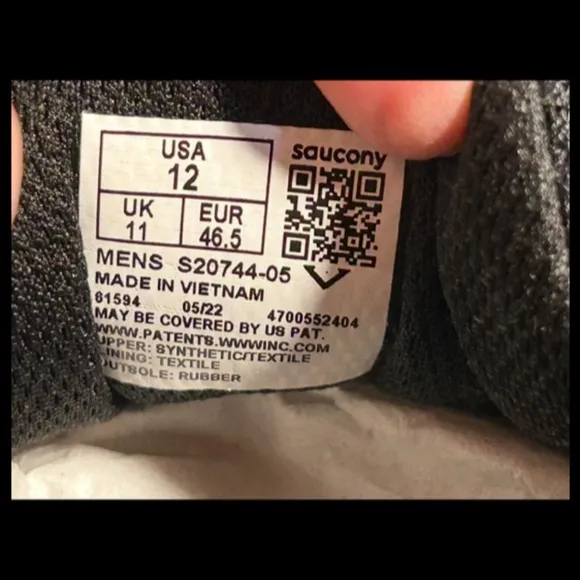 USA
12
saucony
UK EUR
11 46.5
MENS S20744-05
MADE IN VIETNAM
61594 05/22 4700552404
MAY BE COVERED BY US PAT.
WWW.PATENTS.WWWINC.COM
UPPER: SYNTHETIC/TEXTILE
LINING: TEXTILE
OUTSOLE: RUBBER